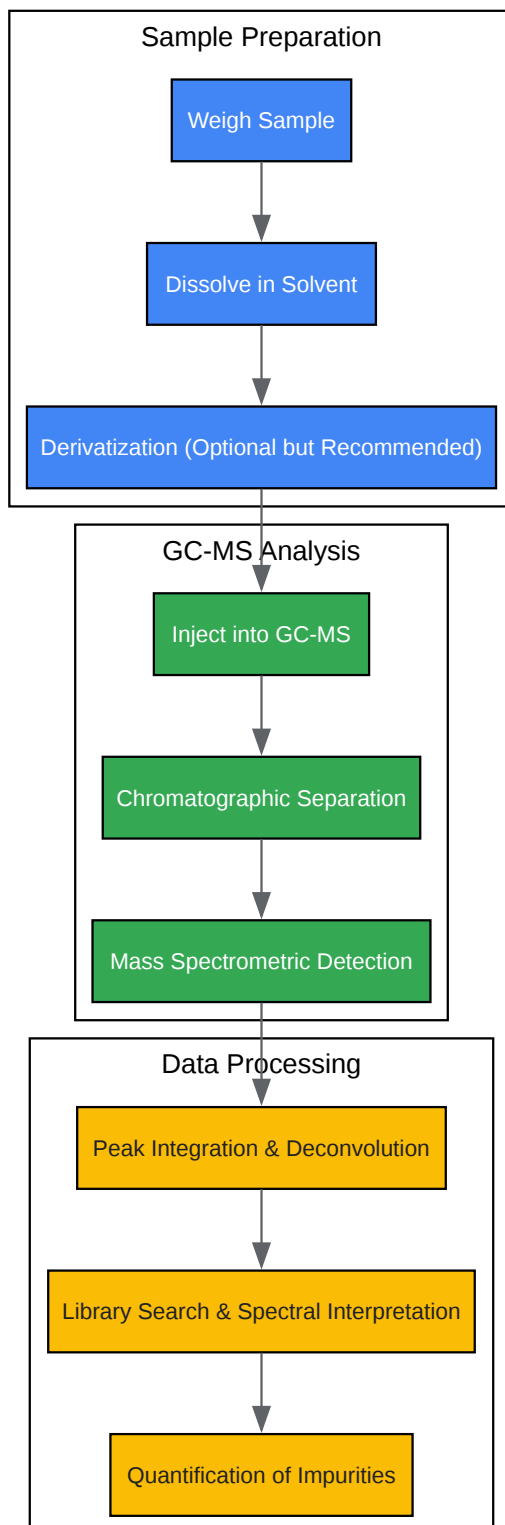 Sample Preparation
Weigh Sample
Dissolve in Solvent
Derivatization (Optional but Recommended)
GC-MS Analysis
Inject into GC-MS
Chromatographic Separation
Mass Spectrometric Detection
Data Processing
Peak Integration & Deconvolution
Library Search & Spectral Interpretation
Quantification of Impurities